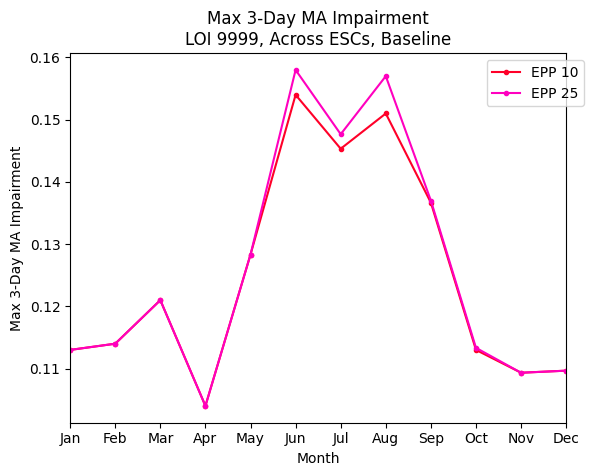 Max 3-Day MA Impairment
LOI 9999, Across ESCs, Baseline
EPP 10
EPP 25
Max 3-Day MA Impairment
0.16
0.15
0.14
0.13
0.12
0.11
Jan Feb Mar Apr May Jun Jul Aug Sep Oct Nov Dec
Month